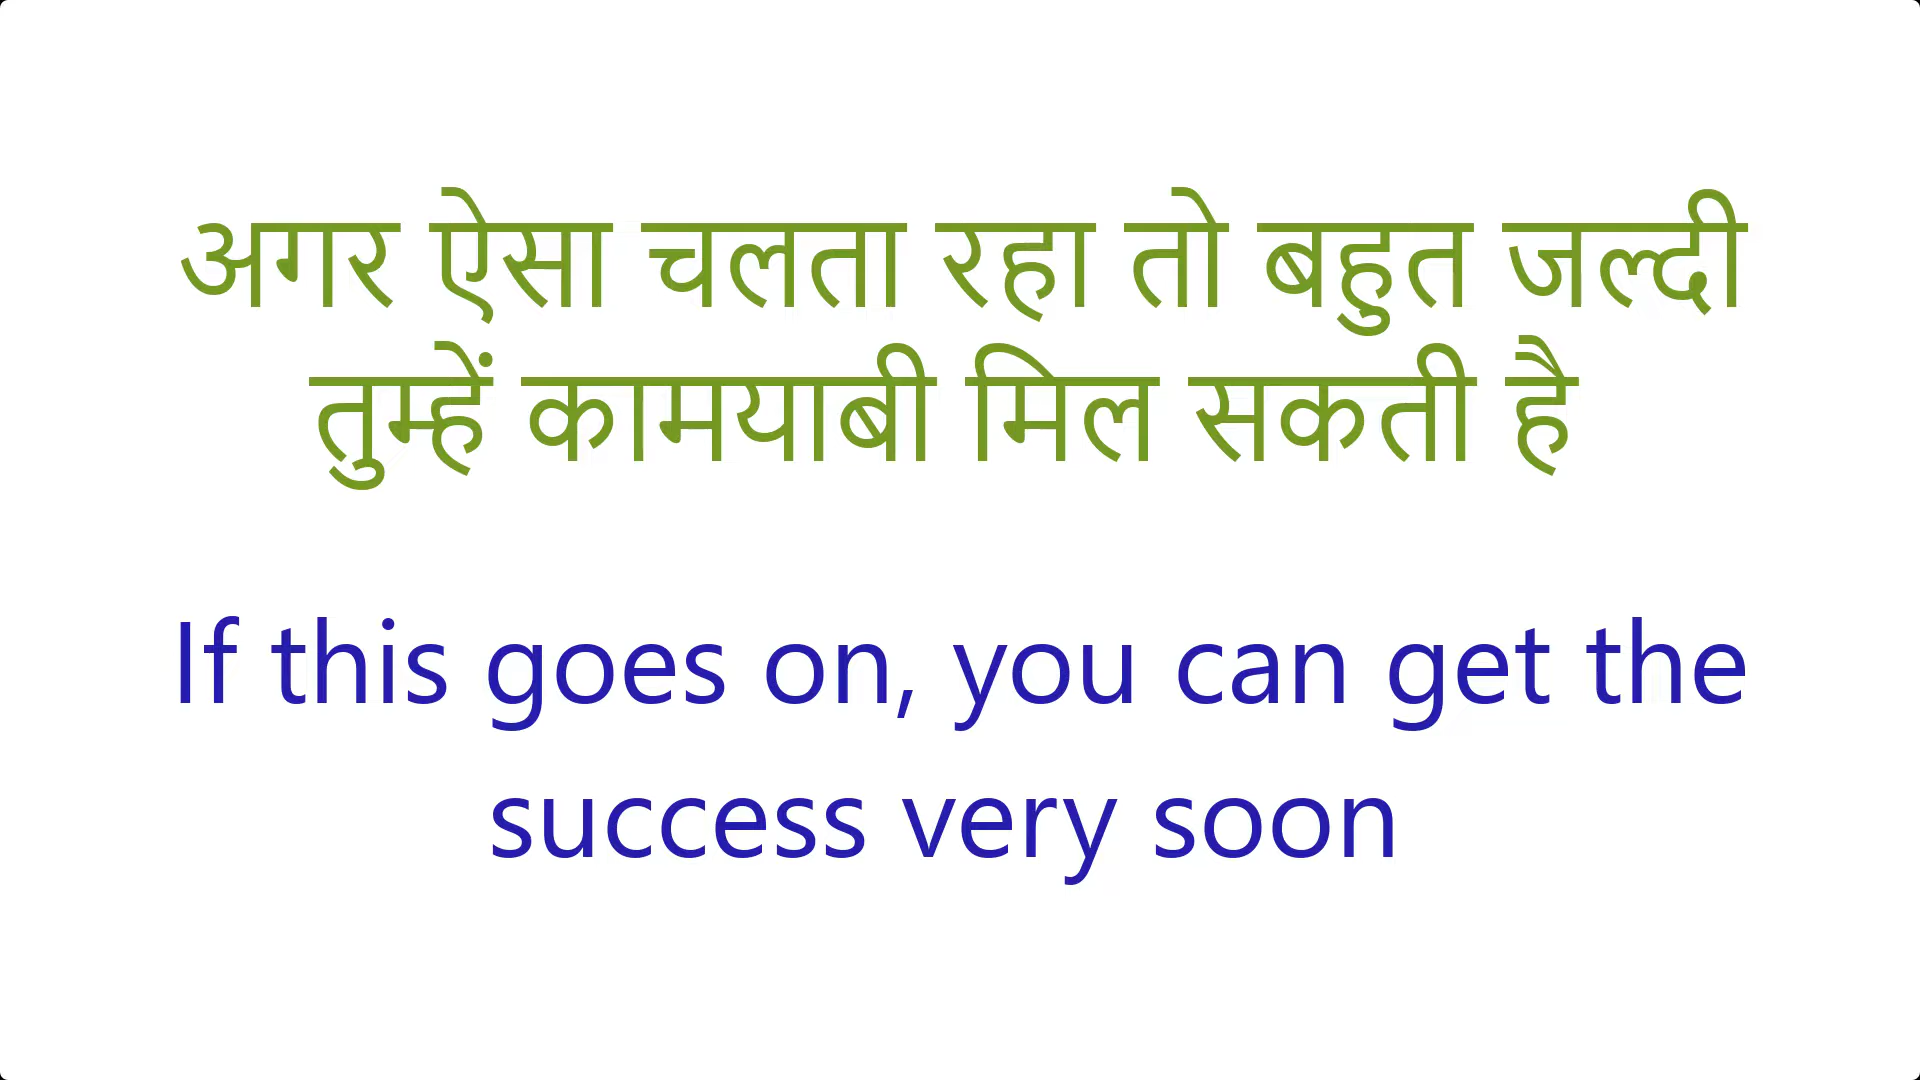 अगर ऐसा चलता रहा तो बहुत जल्दी
तुम्हें कामयाबी मिल सकती है
If this goes on, you can get the
success very soon